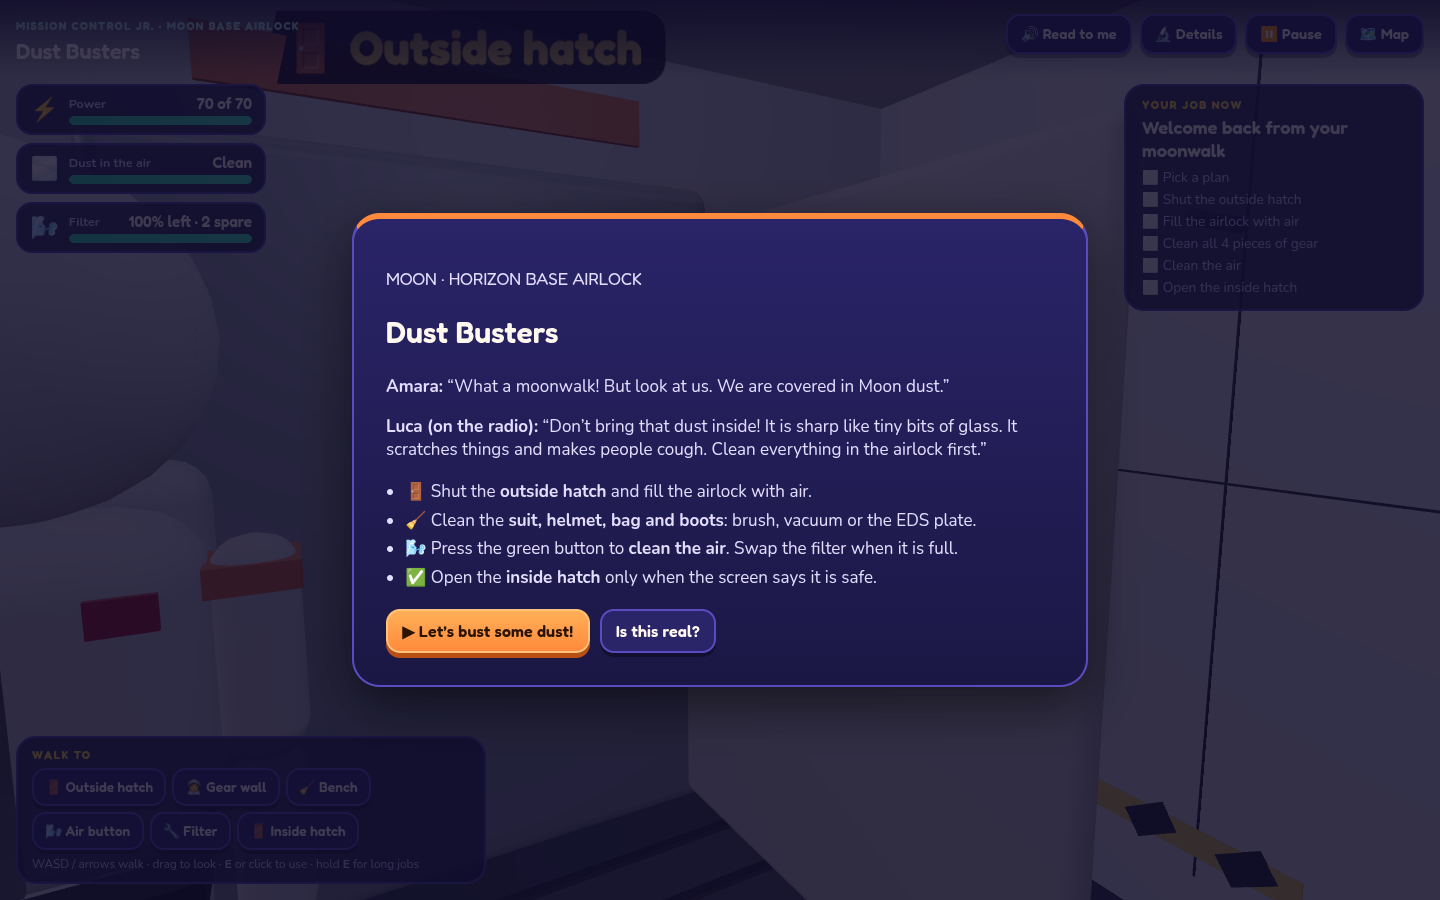 MISSION CONTROL JR. · MOON BASE AIRLOCK
Dust Busters
🚪 Outside hatch
🔊 Read to me
🔬 Details
⏸ Pause
🗺️ Map
⚡ Power 70 of 70
Dust in the air Clean
🌬️ Filter 100% left · 2 spare
YOUR JOB NOW
Welcome back from your
moonwalk
⬜ Pick a plan
⬜ Shut the outside hatch
⬜ Fill the airlock with air
⬜ Clean all 4 pieces of gear
⬜ Clean the air
⬜ Open the inside hatch
MOON · HORIZON BASE AIRLOCK
Dust Busters
Amara: “What a moonwalk! But look at us. We are covered in Moon dust.”
Luca (on the radio): “Don’t bring that dust inside! It is sharp like tiny bits of glass. It
scratches things and makes people cough. Clean everything in the airlock first.”
• 🚪 Shut the outside hatch and fill the airlock with air.
• 🧹 Clean the suit, helmet, bag and boots: brush, vacuum or the EDS plate.
• 🌬️ Press the green button to clean the air. Swap the filter when it is full.
• ✅ Open the inside hatch only when the screen says it is safe.
▶ Let’s bust some dust!
Is this real?
WALK TO
🚪 Outside hatch
🧑‍🚀 Gear wall
🧹 Bench
🌬️ Air button
🔧 Filter
🚪 Inside hatch
WASD / arrows walk · drag to look · E or click to use · hold E for long jobs